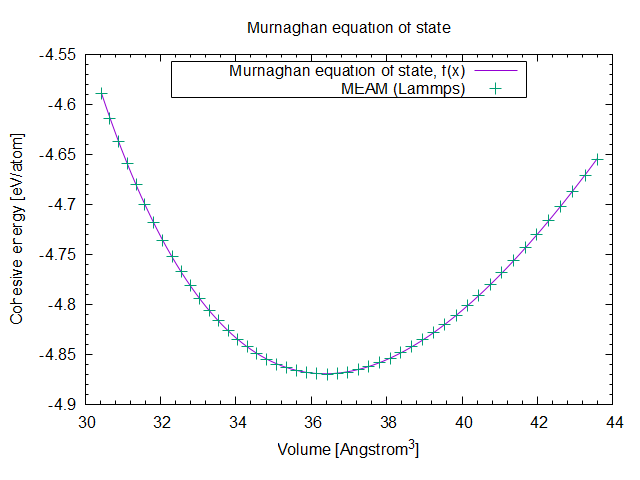 Murnaghan equation of state
-4.55
-4.6
-4.65
-4.7
-4.75
-4.8
-4.85
-4.9
Cohesive energy [eV/atom]
Murnaghan equation of state, f(x)
MEAM (Lammps)
30 32 34 36 38 40 42 44
Volume [Angstrom³]